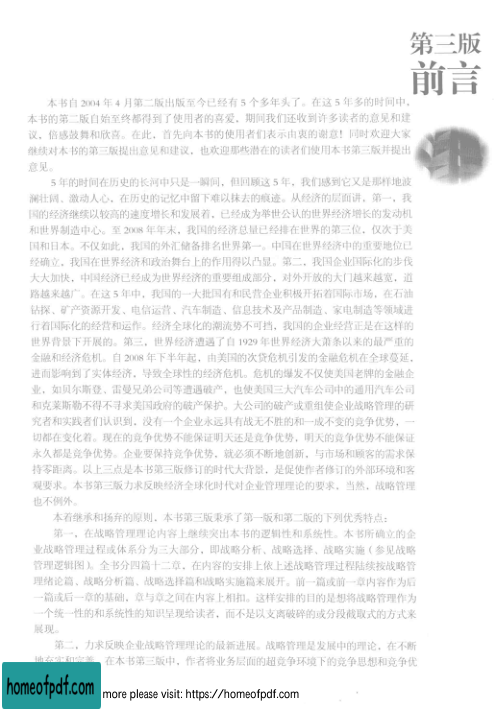 第三版
前言
本书自 2004 年 4 月第二版出版至今已经有 5 个多年头了。在这 5 年多的时间中，
本书的第二版自始至终都得到了使用者的喜爱，期间我们还收到许多读者的意见和建
议，倍感鼓舞和欣喜。在此，首先向本书的使用者们表示由衷的谢意！同时欢迎大家
继续对本书的第三版提出意见和建议，也欢迎那些潜在的读者们使用本书第三版并提出
意见。
5 年的时间在历史的长河中只是一瞬间，但回顾这 5 年，我们感到它又是那样地波
澜壮阔、激动人心，在历史的记忆中留下难以抹去的痕迹。从经济的层面讲，第一，我
国的经济继续以较高的速度增长和发展着，已经成为举世公认的世界经济增长的发动机
和世界制造中心。至 2008 年年末，我国的经济总量已经排在世界的第三位，仅次于美
国和日本。不仅如此，我国的外汇储备排名世界第一。中国在世界经济中的重要地位已
经确立，我国在世界经济和政治舞台上的作用得以凸显。第二，我国企业国际化的步伐
大大加快，中国经济已经成为世界经济的重要组成部分，对外开放的大门越来越宽，道
路越来越广。在这 5 年中，我国的一大批国有和民营企业积极开拓着国际市场，在石油
钻探、矿产资源开发、电信运营、汽车制造、信息技术及产品制造、家电制造等领域进
行着国际化的经营和运作。经济全球化的潮流势不可挡，我国的企业经营正是在这样的
世界背景下开展的。第三，世界经济遭遇了自 1929 年世界经济大萧条以来的最严重的
金融和经济危机。自 2008 年下半年起，由美国的次贷危机引发的金融危机在全球蔓延，
进而影响到了实体经济，导致全球性的经济危机。危机的爆发不仅使美国老牌的金融企
业，如贝尔斯登、雷曼兄弟公司等遭遇破产，也使美国三大汽车公司中的通用汽车公司
和克莱斯勒不得不寻求美国政府的破产保护。大公司的破产或重组使企业战略管理的研
究者和实践者们认识到，没有一个企业永远具有战无不胜的和一成不变的竞争优势，一
切都在变化着。现在的竞争优势不能保证明天还是竞争优势，明天的竞争优势不能保证
永久都是竞争优势。企业要保持竞争优势，就必须不断地创新，与市场和顾客的需求保
持零距离。以上三点是本书第三版修订的时代大背景，是促使作者修订的外部环境和客
观要求。本书第三版力求反映经济全球化时代对企业管理理论的要求，当然，战略管理
也不例外。
本着继承和扬弃的原则，本书第三版秉承了第一版和第二版的下列优秀特点：
第一，在战略管理理论内容上继续突出本书的逻辑性和系统性。本书所确立的企
业战略管理过程或体系分为三大部分，即战略分析、战略选择、战略实施（参见战略
管理逻辑图）。全书分四篇十二章，在内容的安排上依上述战略管理过程陆续按战略管
理绪论篇、战略分析篇、战略选择篇和战略实施篇来展开。前一篇或前一章内容作为后
一篇或后一章的基础，章与章之间在内容上相扣。这样安排的目的是想将战略管理作为
一个统一性的和系统性的知识呈现给读者，而不是以支离破碎的或分段截取式的方式来
展现。
第二，力求反映企业战略管理理论的最新进展。战略管理是发展中的理论，在不断
地充实和完善。在本书第三版中，作者将业务层面的超竞争环境下的竞争思想和竞争优
homeofpdf.com
more please visit: https://homeofpdf.com